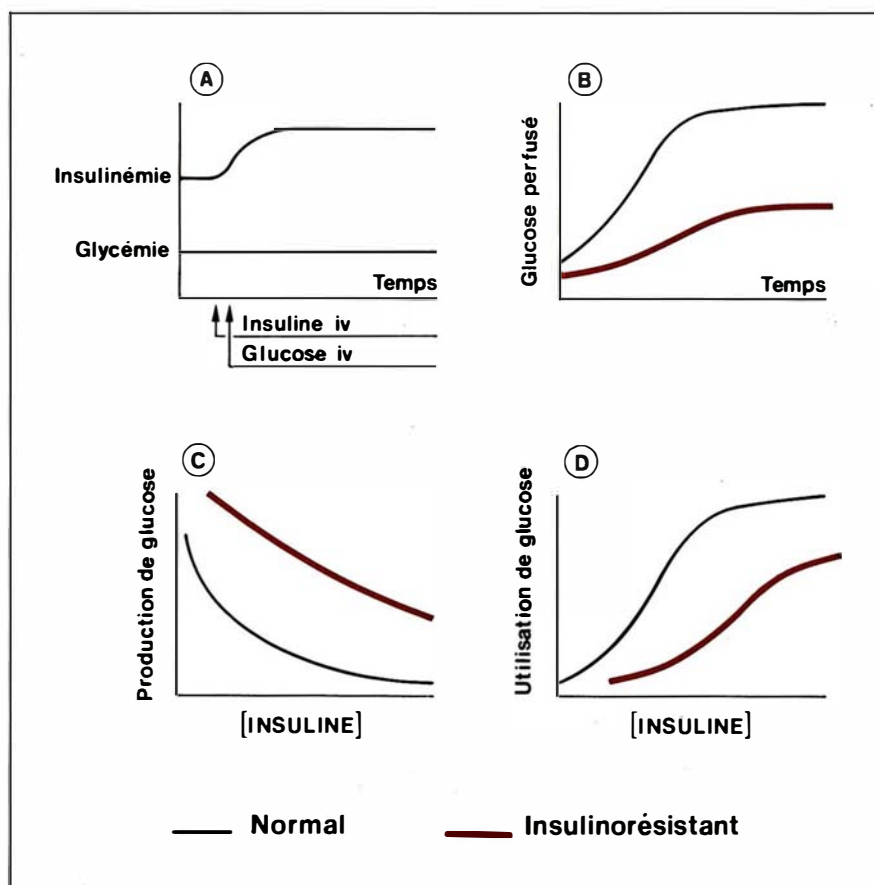 A
Insulinémie
Glycémie
Temps
Insuline iv
Glucose iv
B
Glucose perfusé
Temps
C
Production de glucose
[INSULINE]
D
Utilisation de glucose
[INSULINE]
Normal
Insulinorésistant